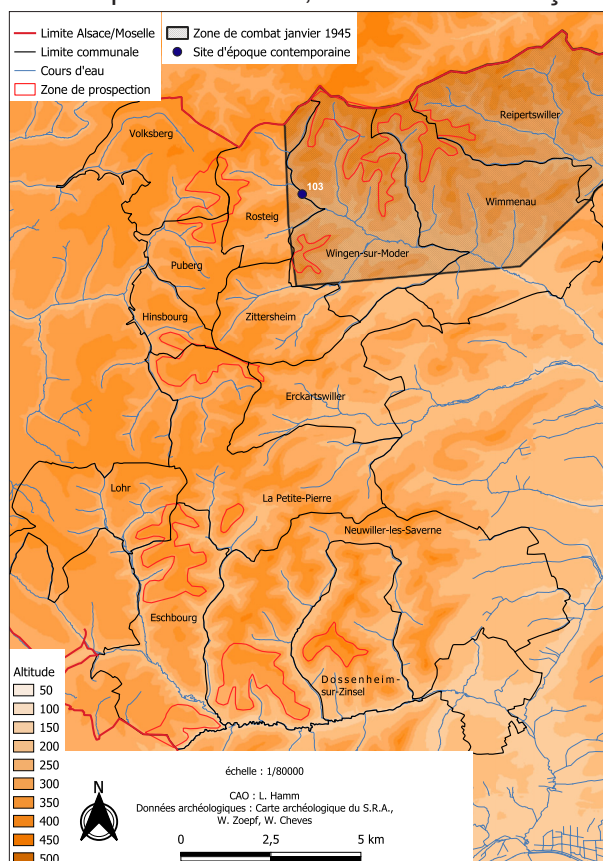 Limite Alsace/Moselle
Limite communale
Cours d'eau
Zone de prospection
Zone de combat janvier 1945
Site d'époque contemporaine
Reipertswiller
Volksberg
103
Wimmenau
Rosteig
Wingen-sur-Moder
Puberg
Hinsbourg
Zittersheim
Erckartswiller
Lohr
La Petite-Pierre
Neuwiller-les-Saverne
Eschbourg
Dossenheim-
sur-Zinsel
Altitude
50
100
150
200
250
300
350
400
450
500
échelle : 1/80000
N
CAO : L. Hamm
Données archéologiques : Carte archéologique du S.R.A.,
W. Zoepf, W. Cheves
0 2,5 5 km